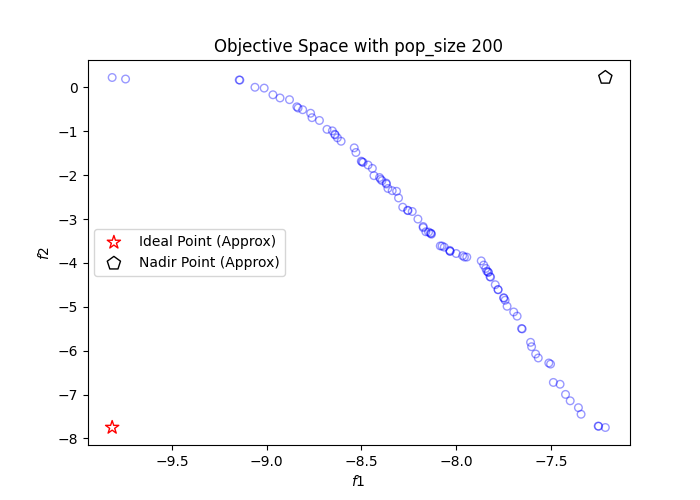 Objective Space with pop_size 200
0
−1
−2
−3
−4
−5
−6
−7
−8
f2
Ideal Point (Approx)
Nadir Point (Approx)
−9.5 −9.0 −8.5 −8.0 −7.5
f1